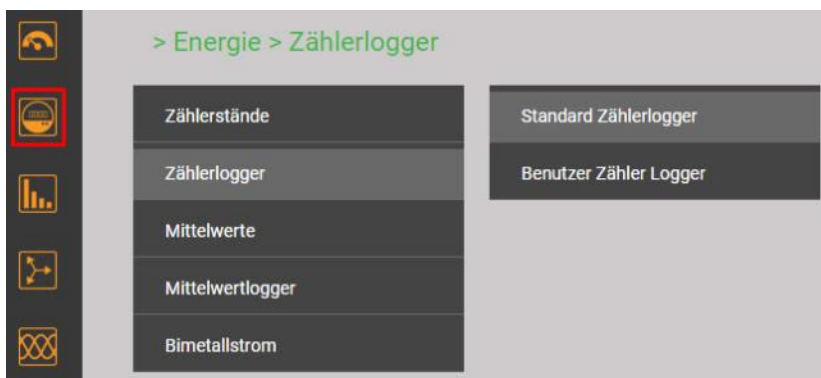 > Energie > Zählerlogger
Zählerstände
Zählerlogger
Mittelwerte
Mittelwertlogger
Bimetallstrom
Standard Zählerlogger
Benutzer Zähler Logger